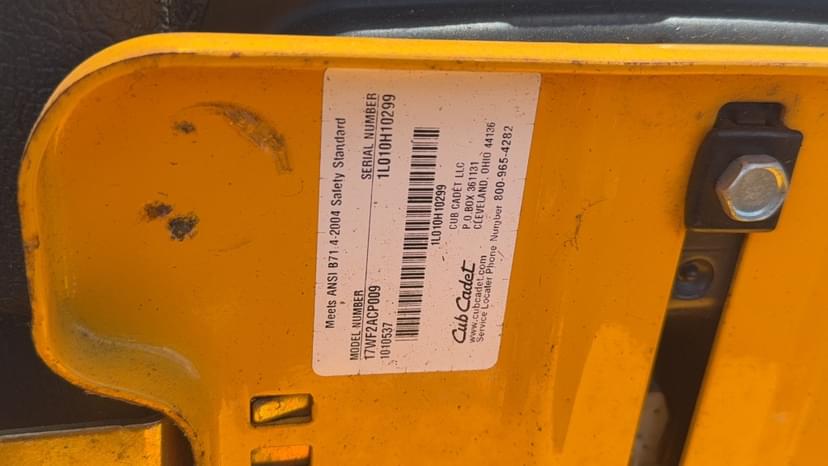 Meets ANSI B71.4-2004 Safety Standard
MODEL NUMBER SERIAL NUMBER
17WF2ACP009 1L010H10299
1010537
1L010H10299
Cub Cadet CUB CADET LLC
www.cubcadet.com P.O.BOX 361131
CLEVELAND, OHIO 44136
Service Locater Phone Number 800-965-4282